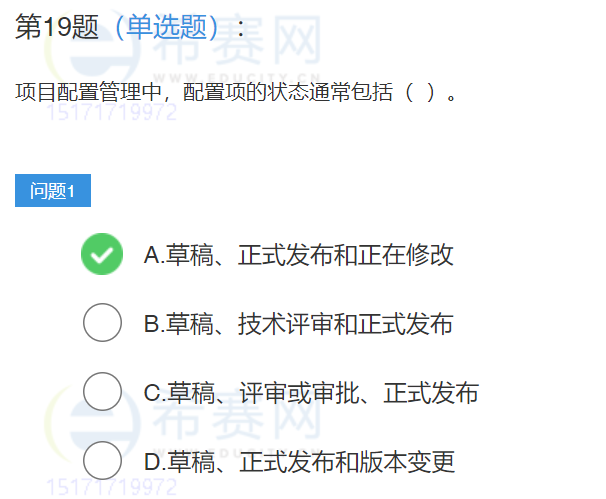 第19题（单选题）：
希赛网
WWW.EDUCITY.CN
项目配置管理中，配置项的状态通常包括（ ）。
15171719972
问题1
A.草稿、正式发布和正在修改
B.草稿、技术评审和正式发布
C.草稿、评审或审批、正式发布
希赛网
WWW.EDUCITY.CN
D.草稿、正式发布和版本变更
15171719972